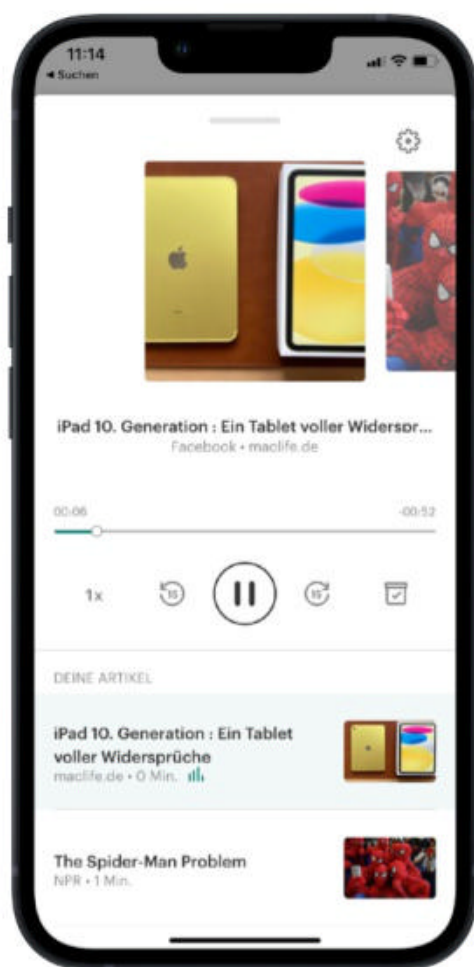 11:14
◀ Suchen
iPad 10. Generation : Ein Tablet voller Widerspr...
Facebook • maclife.de
00:06
-00:52
1x
15
15
DEINE ARTIKEL
iPad 10. Generation : Ein Tablet
voller Widersprüche
maclife.de • 0 Min.
The Spider-Man Problem
NPR • 1 Min.